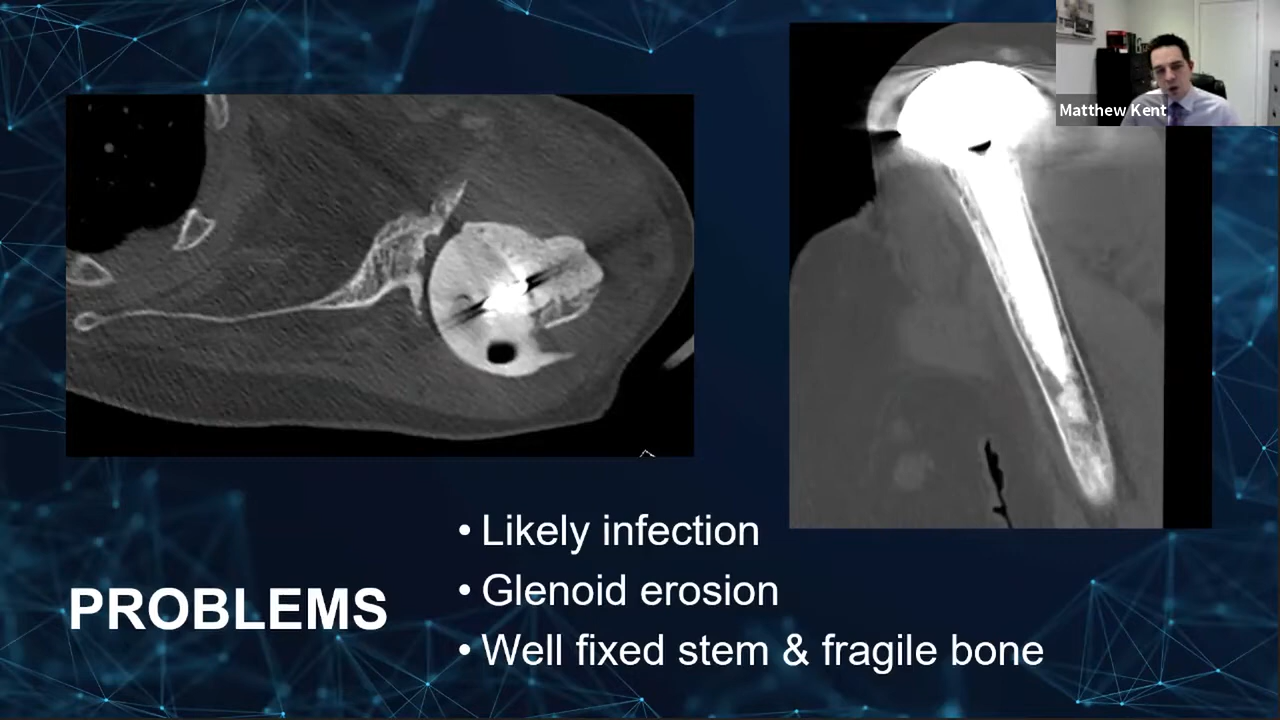 Matthew Kent
• Likely infection
• Glenoid erosion
PROBLEMS
• Well fixed stem & fragile bone